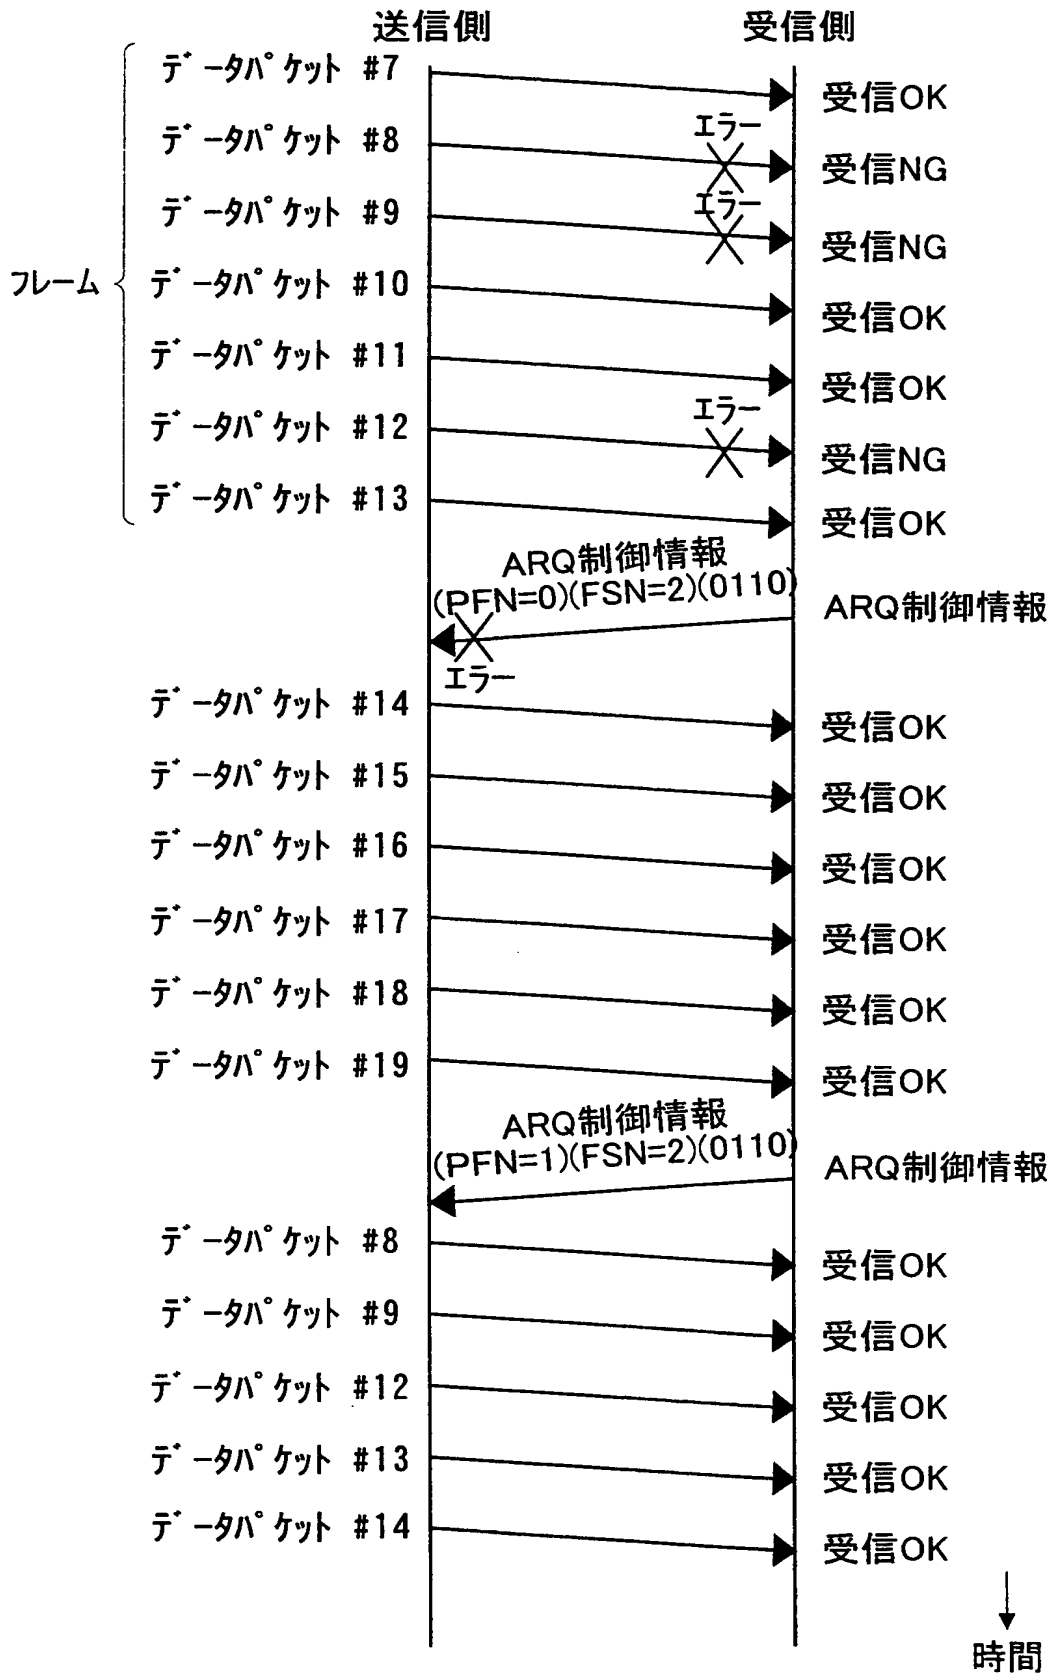 送信側 受信側
データパケット #7 受信OK
エラー
データパケット #8 受信NG
エラー
データパケット #9 受信NG
フレーム
データパケット #10 受信OK
データパケット #11 受信OK
エラー
データパケット #12 受信NG
データパケット #13 受信OK
ARQ制御情報
(PFN=0)(FSN=2)(0110) ARQ制御情報
エラー
データパケット #14 受信OK
データパケット #15 受信OK
データパケット #16 受信OK
データパケット #17 受信OK
データパケット #18 受信OK
データパケット #19 受信OK
ARQ制御情報
(PFN=1)(FSN=2)(0110) ARQ制御情報
データパケット #8 受信OK
データパケット #9 受信OK
データパケット #12 受信OK
データパケット #13 受信OK
データパケット #14 受信OK
時間